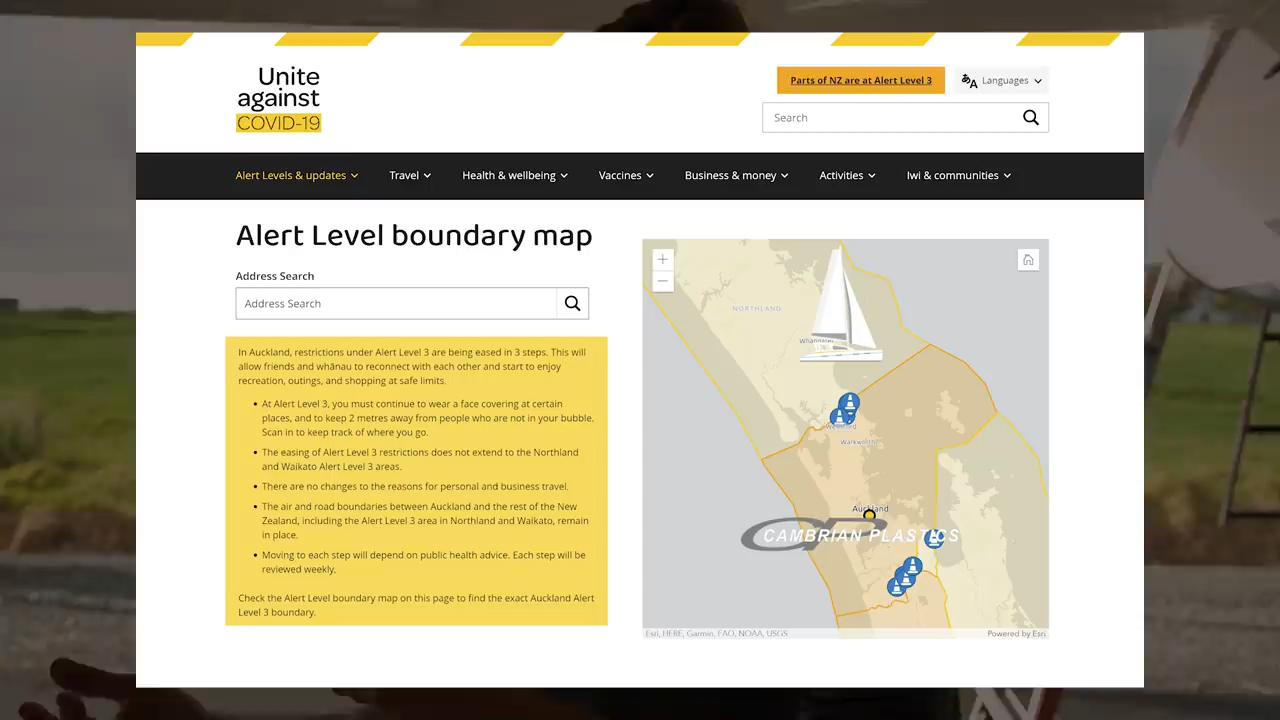 Unite
against
COVID-19
Parts of NZ are at Alert Level 3
Languages
Search
Alert Levels & updates
Travel
Health & wellbeing
Vaccines
Business & money
Activities
Iwi & communities
Alert Level boundary map
Address Search
Address Search
In Auckland, restrictions under Alert Level 3 are being eased in 3 steps. This will
allow friends and whānau to reconnect with each other and start to enjoy
recreation, outings, and shopping at safe limits.
• At Alert Level 3, you must continue to wear a face covering at certain
places, and to keep 2 metres away from people who are not in your bubble.
Scan in to keep track of where you go.
• The easing of Alert Level 3 restrictions does not extend to the Northland
and Waikato Alert Level 3 areas.
• There are no changes to the reasons for personal and business travel.
• The air and road boundaries between Auckland and the rest of the New
Zealand, including the Alert Level 3 area in Northland and Waikato, remain
in place.
• Moving to each step will depend on public health advice. Each step will be
reviewed weekly.
Check the Alert Level boundary map on this page to find the exact Auckland Alert
Level 3 boundary.
NORTHLAND
Whangarei
Wellsford
Warkworth
Auckland
CAMBRIAN PLASTICS
Esri, HERE, Garmin, FAO, NOAA, USGS
Powered by Esri